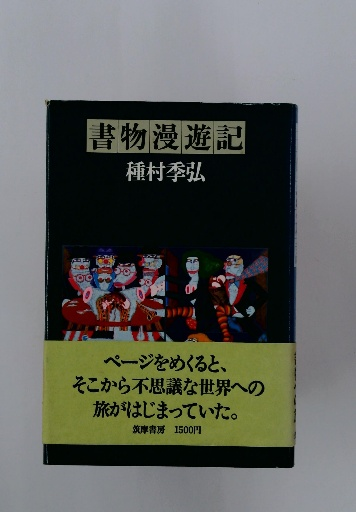 書物漫遊記
種村季弘
ページをめくると、
そこから不思議な世界への
旅がはじまっていた。
筑摩書房 1500円